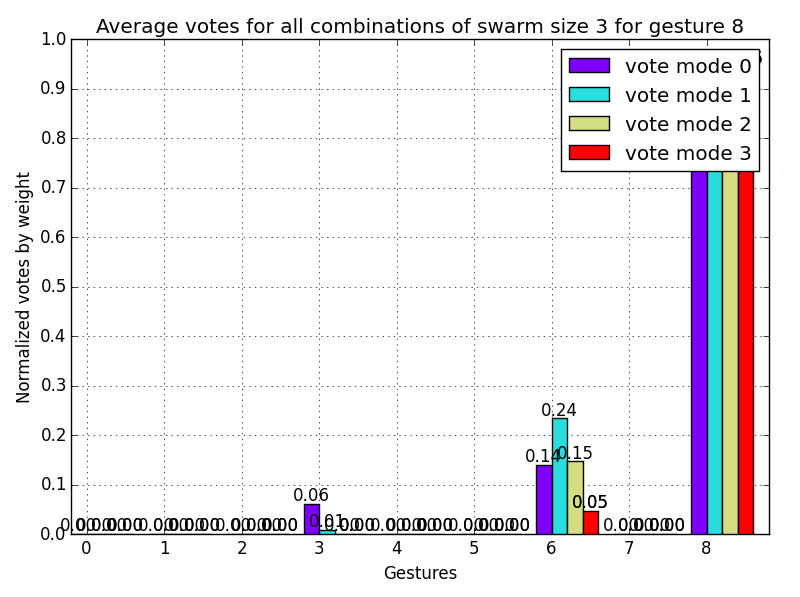 Average votes for all combinations of swarm size 3 for gesture 8
1.0
0.9
0.8
0.7
0.6
0.5
0.4
0.3
0.2
0.1
0.0
Normalized votes by weight
vote mode 0
vote mode 1
vote mode 2
vote mode 3
0.24
0.14
0.15
0.06
0.05
0.01
0 1 2 3 4 5 6 7 8
Gestures